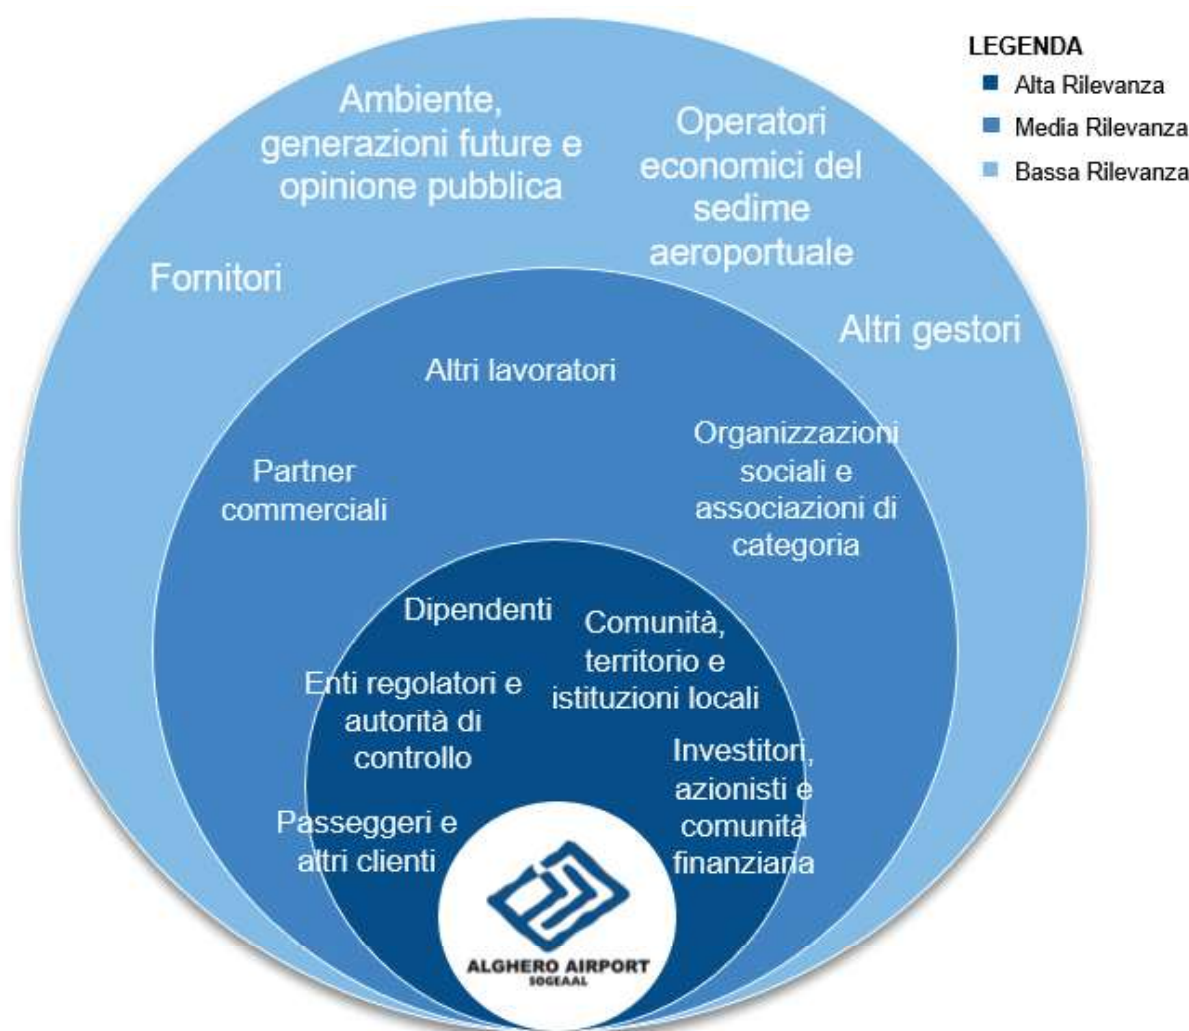 LEGENDA
Alta Rilevanza
Media Rilevanza
Bassa Rilevanza
Ambiente,
generazioni future e
opinione pubblica
Operatori
economici del
sedime
aeroportuale
Fornitori
Altri gestori
Altri lavoratori
Partner
commerciali
Organizzazioni
sociali e
associazioni di
categoria
Dipendenti
Comunità,
territorio e
istituzioni locali
Enti regolatori e
autorità di
controllo
Investitori,
azionisti e
comunità
finanziaria
Passeggeri e
altri clienti
ALGHERO AIRPORT
SOGEAAL